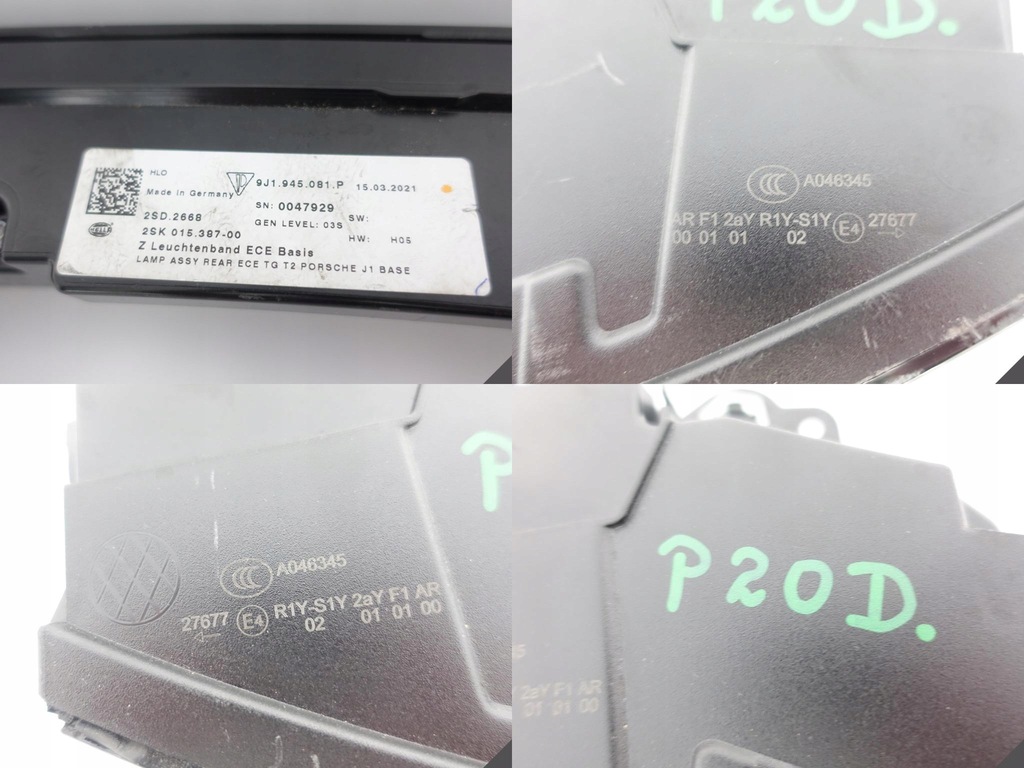 HLO
Made in Germany
9J1.945.081.P 15.03.2021
SN: 0047929 SW:
2SD.2668
GEN LEVEL: 03S
2SK 015.387-00
HW: H05
Z Leuchtenband ECE Basis
LAMP ASSY REAR ECE TG T2 PORSCHE J1 BASE
HELLA
P20D.
CCC A046345
AR F1 2aY R1Y-S1Y E4 27677
00 01 01 02
P
CCC A046345
27677 E4 R1Y-S1Y 2aY F1 AR
02 01 01 00
P20D.
2aY F1 AR
01 01 00